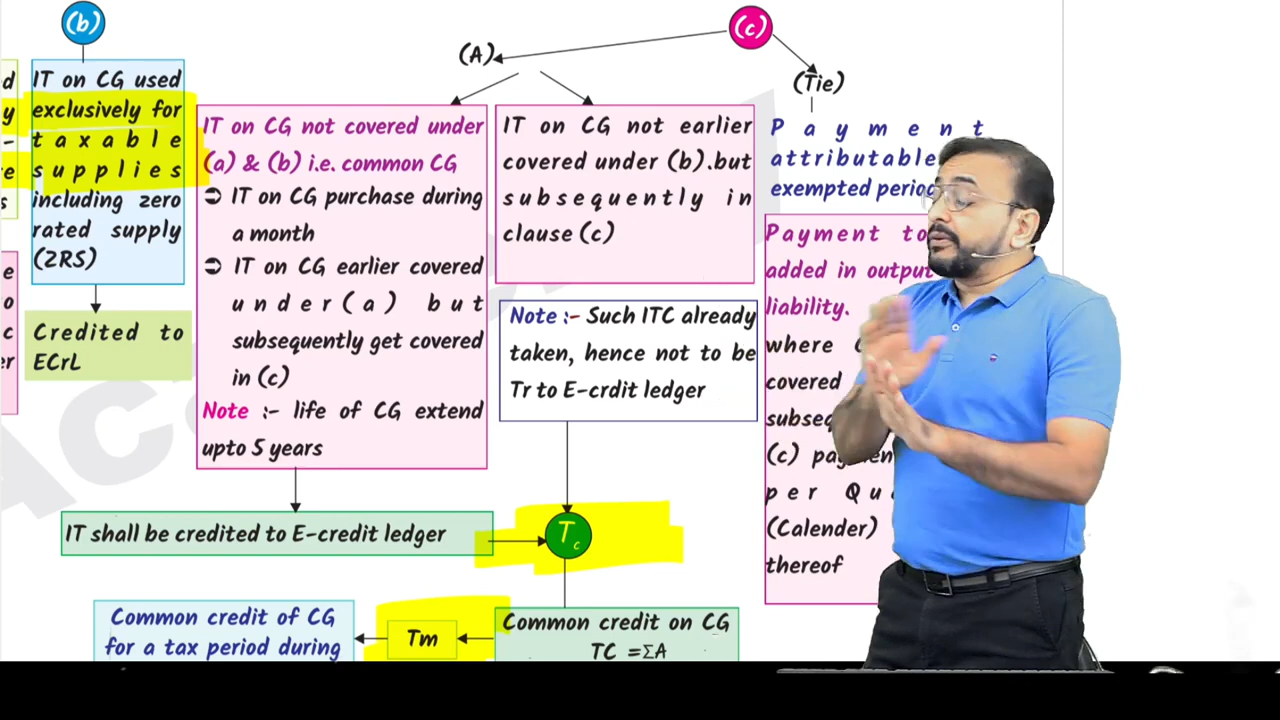 (b)
(c)
(A)
(Tie)
d
y
-
te
s
e
o
c
er
IT on CG used
exclusively for
taxable
supplies
including zero
rated supply
(ZRS)
Credited to
ECrL
IT on CG not covered under
(a) & (b) i.e. common CG
➲ IT on CG purchase during
a month
➲ IT on CG earlier covered
under(a) but
subsequently get covered
in (c)
Note :- life of CG extend
upto 5 years
IT on CG not earlier
covered under (b).but
subsequently in
clause (c)
Note :- Such ITC already
taken, hence not to be
Tr to E-crdit ledger
Payment
attributable
exempted
Payment to
added in output
liability.
where
covered
(c)
per
(Calender)
thereof
IT shall be credited to E-credit ledger
Tc
Common credit of CG
for a tax period during
Tm
Common credit on CG
TC =ΣA